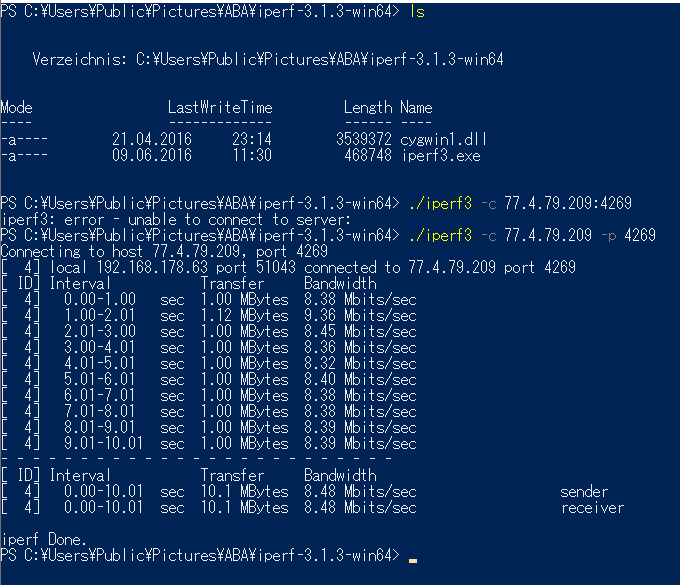 PS C:¥Users¥Public¥Pictures¥ABA¥iperf-3.1.3-win64> ls
Verzeichnis: C:¥Users¥Public¥Pictures¥ABA¥iperf-3.1.3-win64
Mode LastWriteTime Length Name
---- ------------- ------ ----
-a---- 21.04.2016 23:14 3539372 cygwin1.dll
-a---- 09.06.2016 11:30 468748 iperf3.exe
PS C:¥Users¥Public¥Pictures¥ABA¥iperf-3.1.3-win64> ./iperf3 -c 77.4.79.209:4269
iperf3: error - unable to connect to server:
PS C:¥Users¥Public¥Pictures¥ABA¥iperf-3.1.3-win64> ./iperf3 -c 77.4.79.209 -p 4269
Connecting to host 77.4.79.209, port 4269
[ 4] local 192.168.178.63 port 51043 connected to 77.4.79.209 port 4269
[ ID] Interval Transfer Bandwidth
[ 4] 0.00-1.00 sec 1.00 MBytes 8.38 Mbits/sec
[ 4] 1.00-2.01 sec 1.12 MBytes 9.36 Mbits/sec
[ 4] 2.01-3.00 sec 1.00 MBytes 8.45 Mbits/sec
[ 4] 3.00-4.01 sec 1.00 MBytes 8.36 Mbits/sec
[ 4] 4.01-5.01 sec 1.00 MBytes 8.32 Mbits/sec
[ 4] 5.01-6.01 sec 1.00 MBytes 8.40 Mbits/sec
[ 4] 6.01-7.01 sec 1.00 MBytes 8.38 Mbits/sec
[ 4] 7.01-8.01 sec 1.00 MBytes 8.38 Mbits/sec
[ 4] 8.01-9.01 sec 1.00 MBytes 8.39 Mbits/sec
[ 4] 9.01-10.01 sec 1.00 MBytes 8.39 Mbits/sec
- - - - - - - - - - - - - - - - - - - - - - - - -
[ ID] Interval Transfer Bandwidth
[ 4] 0.00-10.01 sec 10.1 MBytes 8.48 Mbits/sec sender
[ 4] 0.00-10.01 sec 10.1 MBytes 8.48 Mbits/sec receiver
iperf Done.
PS C:¥Users¥Public¥Pictures¥ABA¥iperf-3.1.3-win64> _